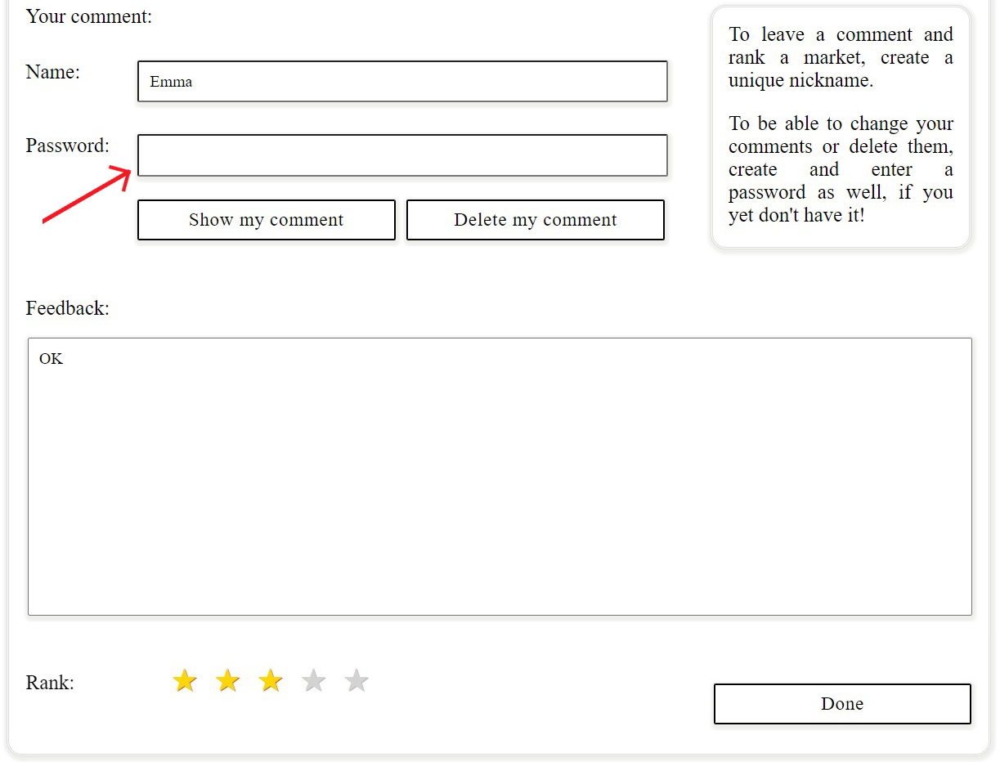 Your comment:
Name:
Emma
Password:
Show my comment
Delete my comment
To leave a comment and
rank a market, create a
unique nickname.
To be able to change your
comments or delete them,
create and enter a
password as well, if you
yet don't have it!
Feedback:
OK
Rank:
Done